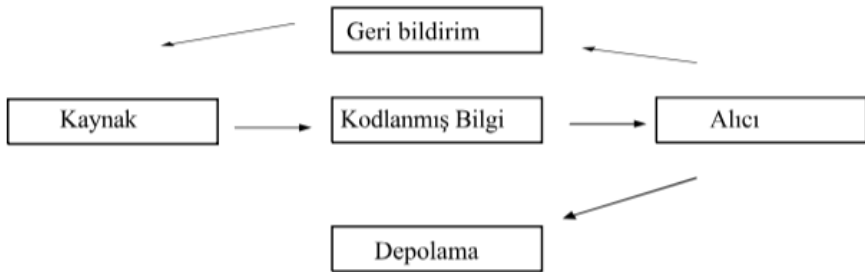 Geri bildirim
Kaynak
Kodlanmış Bilgi
Alıcı
Depolama